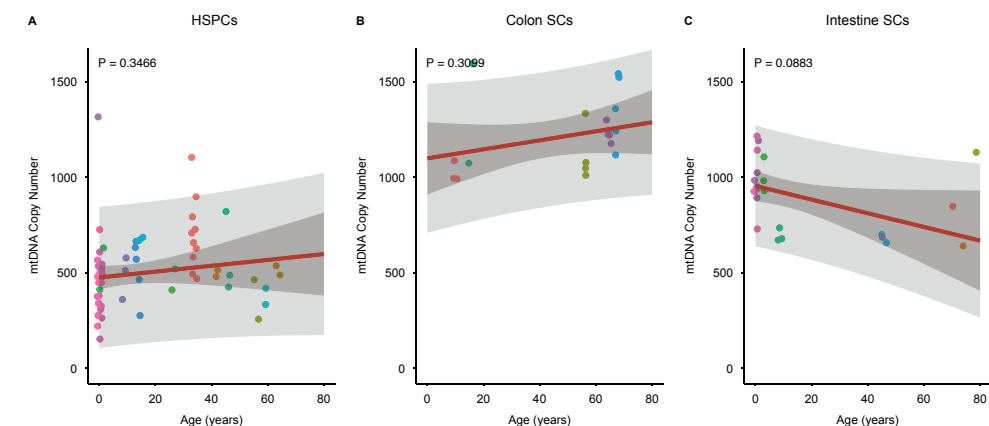 A
HSPCs
P = 0.3466
mtDNA Copy Number
1500
1000
500
0
0 20 40 60 80
Age (years)
B
Colon SCs
P = 0.3099
mtDNA Copy Number
1500
1000
500
0
0 20 40 60 80
Age (years)
C
Intestine SCs
P = 0.0883
mtDNA Copy Number
1500
1000
500
0
0 20 40 60 80
Age (years)